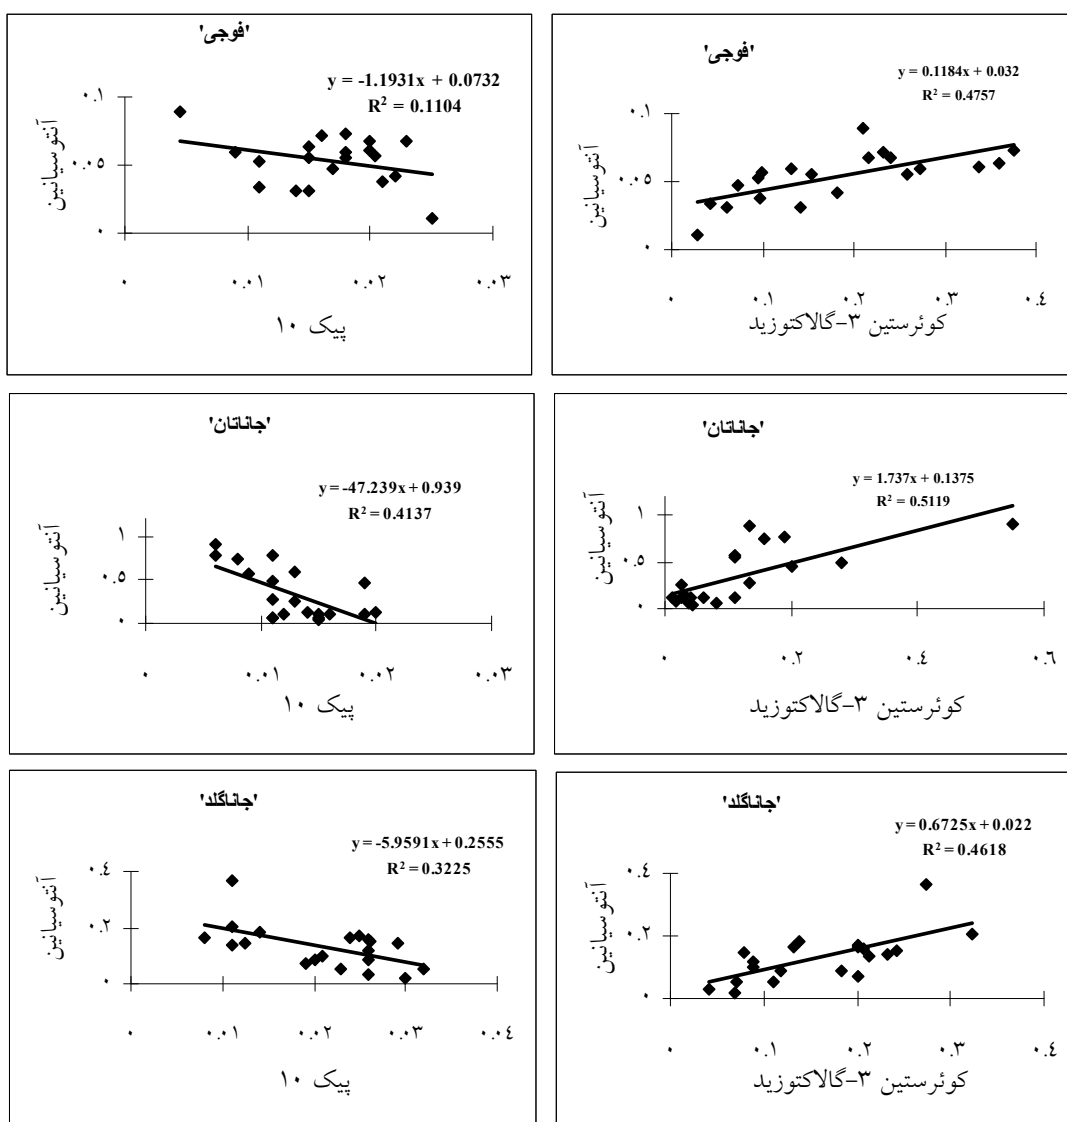 'فوجی'
y = -1.1931x + 0.0732
R² = 0.1104
آنتوسیانین
۰.۱
۰.۰۵
۰
۰ ۰.۰۱ ۰.۰۲ ۰.۰۳
پیک ۱۰
'فوجی'
y = 0.1184x + 0.032
R² = 0.4757
آنتوسیانین
۰.۱
۰.۰۵
۰
۰ ۰.۱ ۰.۲ ۰.۳ ۰.۴
کوئرستین ۳-گالاکتوزید
'جاناتان'
y = -47.239x + 0.939
R² = 0.4137
آنتوسیانین
۱
۰.۵
۰
۰ ۰.۰۱ ۰.۰۲ ۰.۰۳
پیک ۱۰
'جاناتان'
y = 1.737x + 0.1375
R² = 0.5119
آنتوسیانین
۱
۰.۵
۰
۰ ۰.۲ ۰.۴ ۰.٦
کوئرستین ۳-گالاکتوزید
'جاناگلد'
y = -5.9591x + 0.2555
R² = 0.3225
آنتوسیانین
۰.٤
۰.۲
۰
۰ ۰.۰۱ ۰.۰۲ ۰.۰۳ ۰.۰٤
پیک ۱۰
'جاناگلد'
y = 0.6725x + 0.022
R² = 0.4618
آنتوسیانین
۰.٤
۰.۲
۰
۰ ۰.۱ ۰.۲ ۰.۳ ۰.٤
کوئرستین ۳-گالاکتوزید